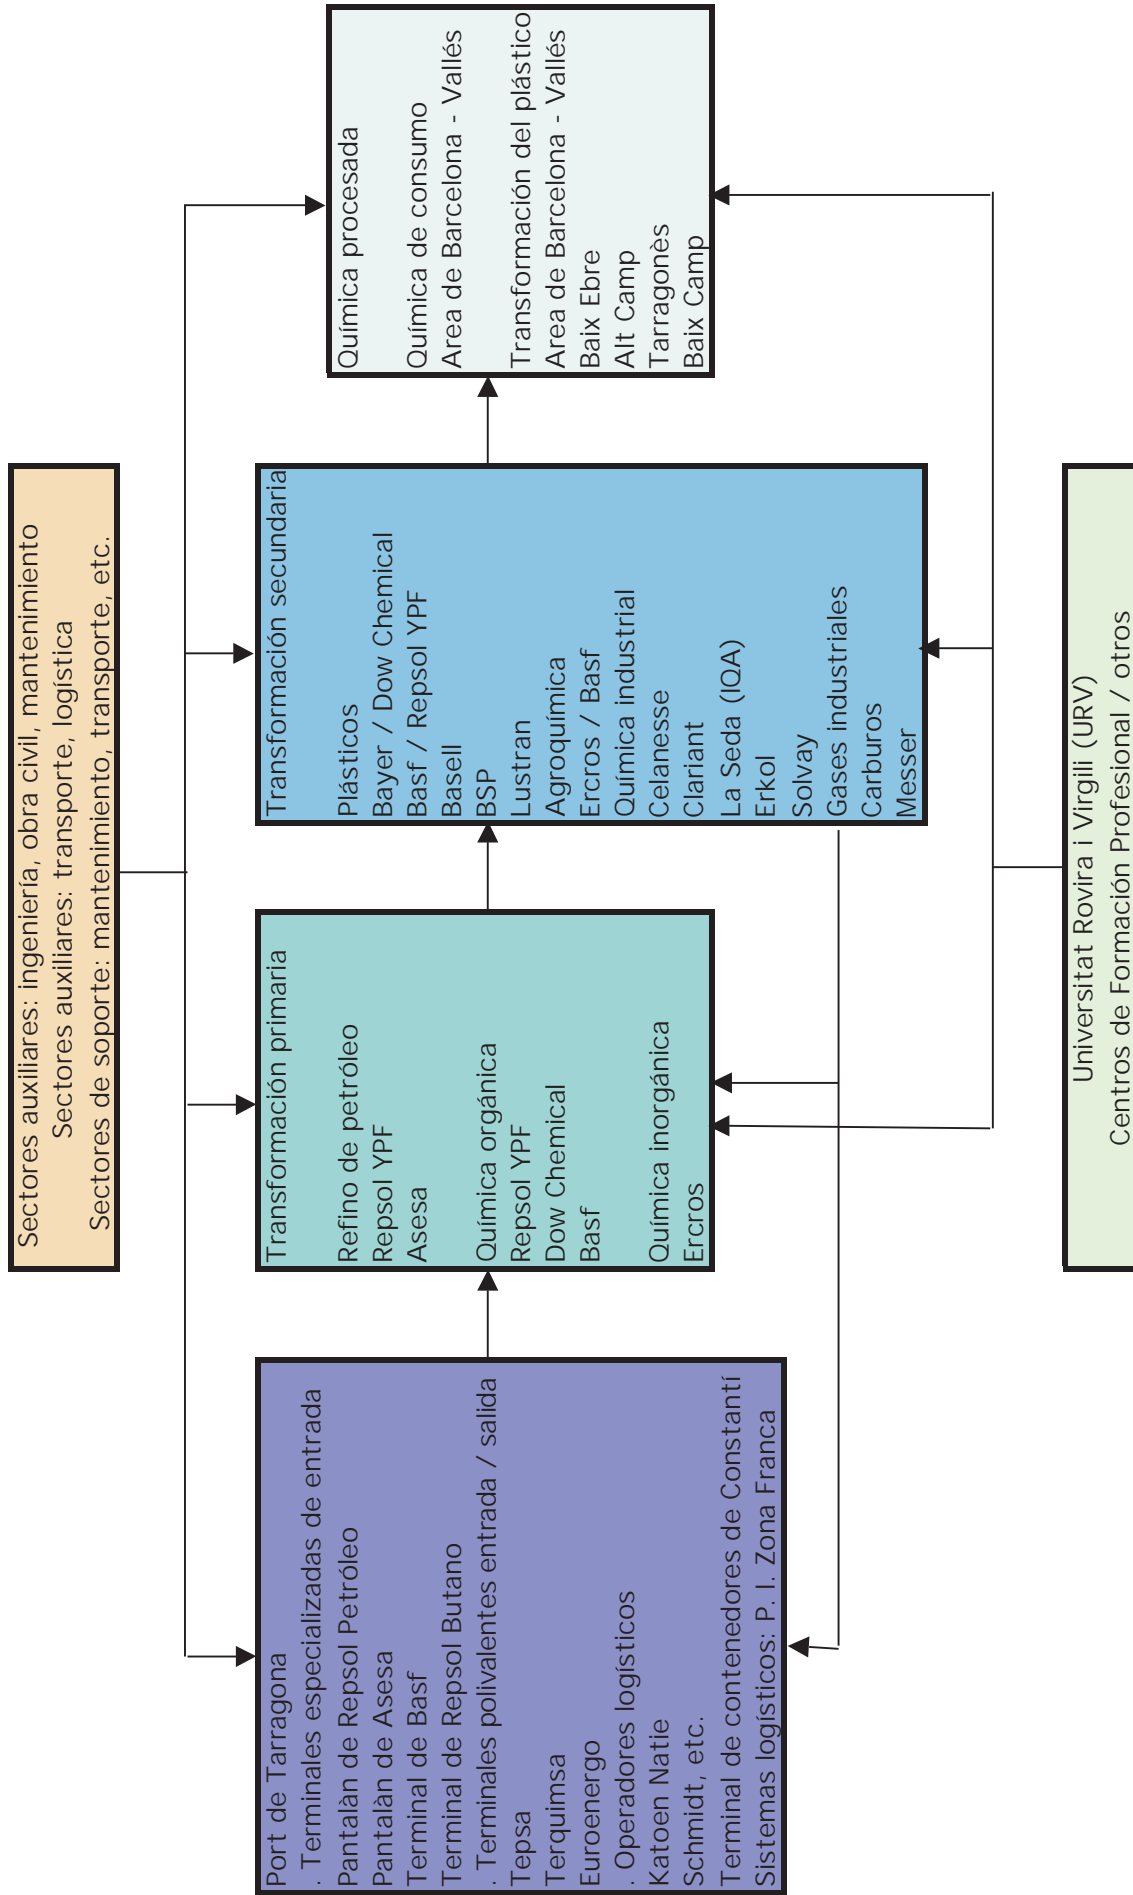 Sectores auxiliares: ingeniería, obra civil, mantenimiento
Sectores auxiliares: transporte, logística
Sectores de soporte: mantenimiento, transporte, etc.
Port de Tarragona
. Terminales especializadas de entrada
Pantalàn de Repsol Petróleo
Pantalàn de Asesa
Terminal de Basf
Terminal de Repsol Butano
. Terminales polivalentes entrada / salida
Tepsa
Terquimsa
Euroenergo
. Operadores logísticos
Katoen Natie
Schmidt, etc.
Terminal de contenedores de Constantí
Sistemas logísticos: P. I. Zona Franca
Transformación primaria
Refino de petróleo
Repsol YPF
Asesa
Química orgánica
Repsol YPF
Dow Chemical
Basf
Química inorgánica
Ercros
Transformación secundaria
Plásticos
Bayer / Dow Chemical
Basf / Repsol YPF
Basell
BSP
Lustran
Agroquímica
Ercros / Basf
Química industrial
Celanesse
Clariant
La Seda (IQA)
Erkol
Solvay
Gases industriales
Carburos
Messer
Química procesada
Química de consumo
Area de Barcelona - Vallés
Transformación del plástico
Area de Barcelona - Vallés
Baix Ebre
Alt Camp
Tarragonès
Baix Camp
Universitat Rovira i Virgili (URV)
Centros de Formación Profesional / otros